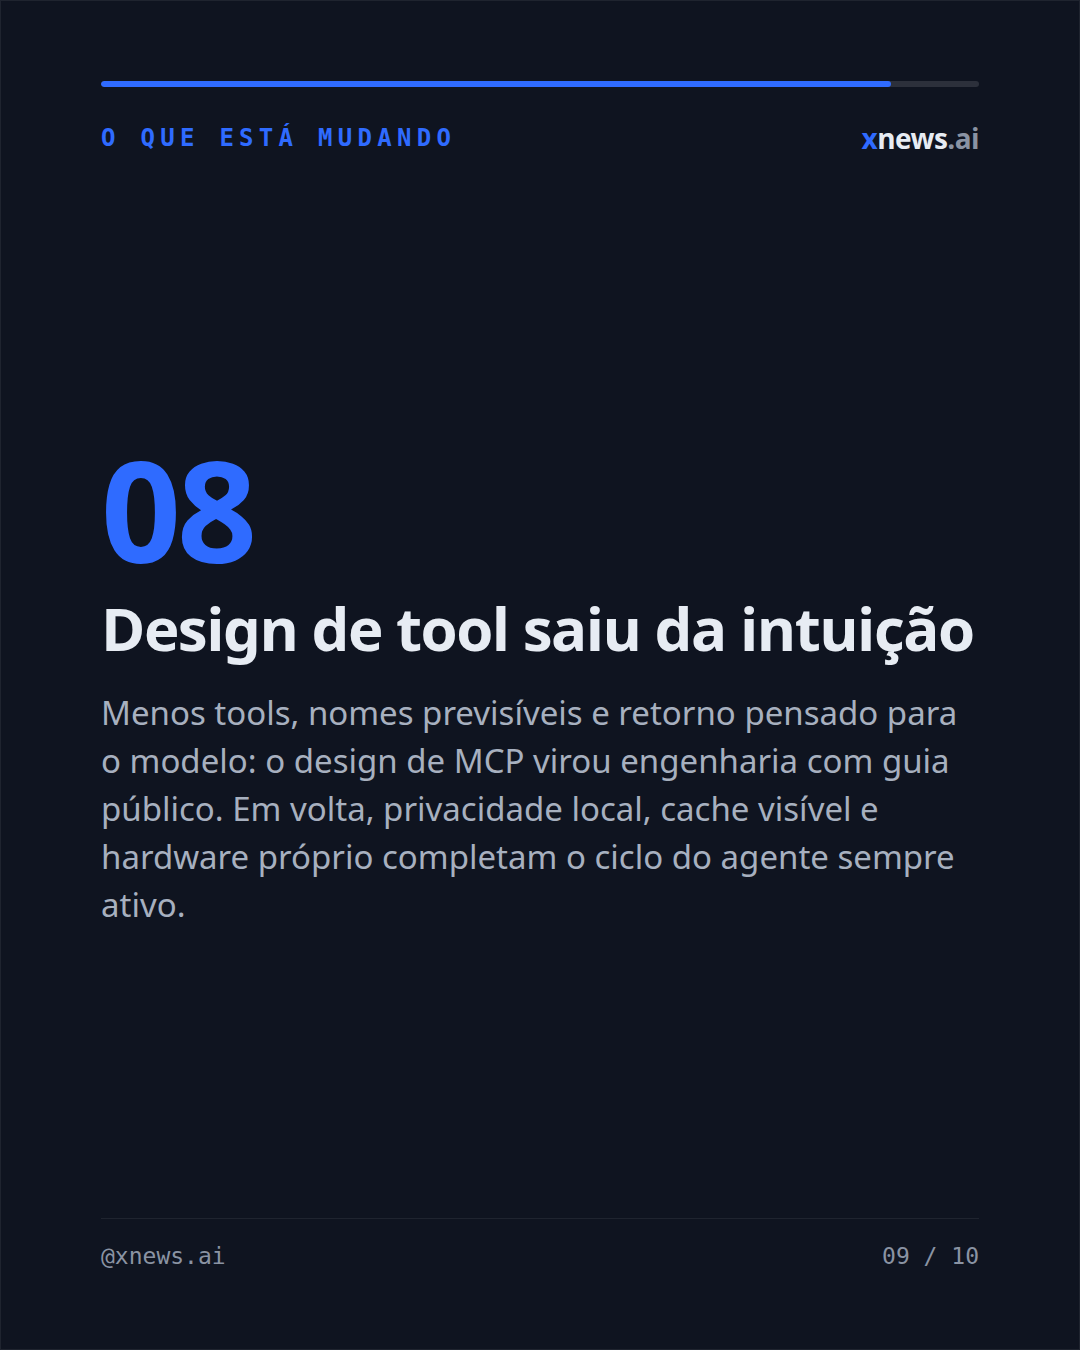 O QUE ESTÁ MUDANDO
xnews.ai
08
Design de tool saiu da intuição
Menos tools, nomes previsíveis e retorno pensado para
o modelo: o design de MCP virou engenharia com guia
público. Em volta, privacidade local, cache visível e
hardware próprio completam o ciclo do agente sempre
ativo.
@xnews.ai
09 / 10